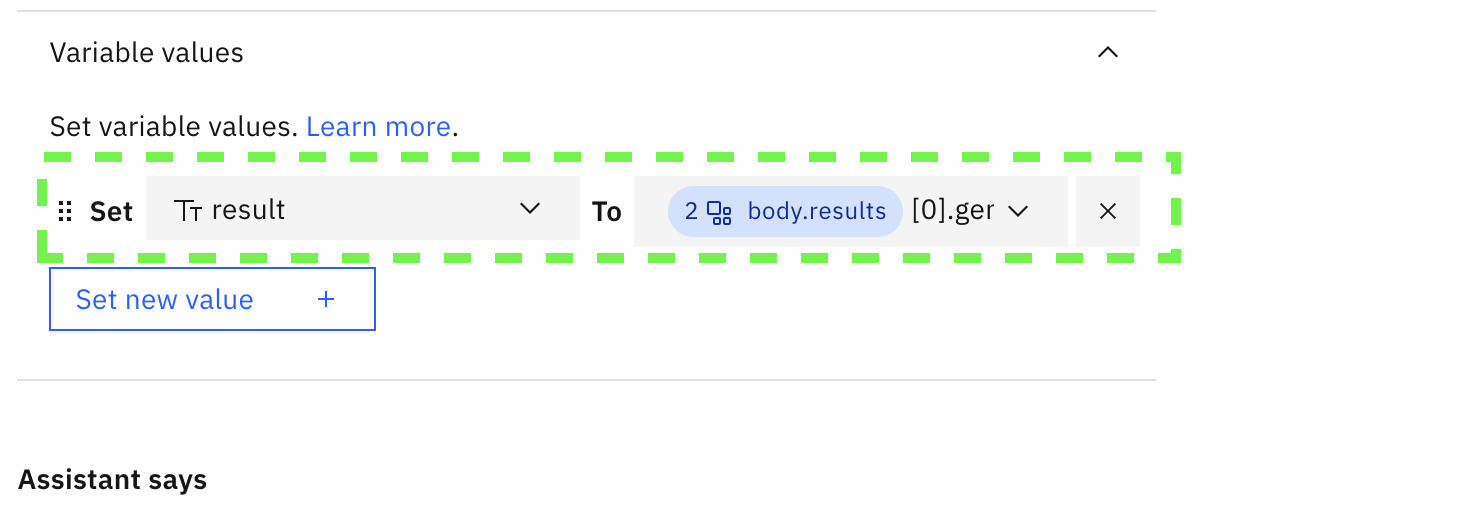 Variable values
Set variable values. Learn more.
Set Tт result To 2 body.results [0].ger
Set new value +
Assistant says